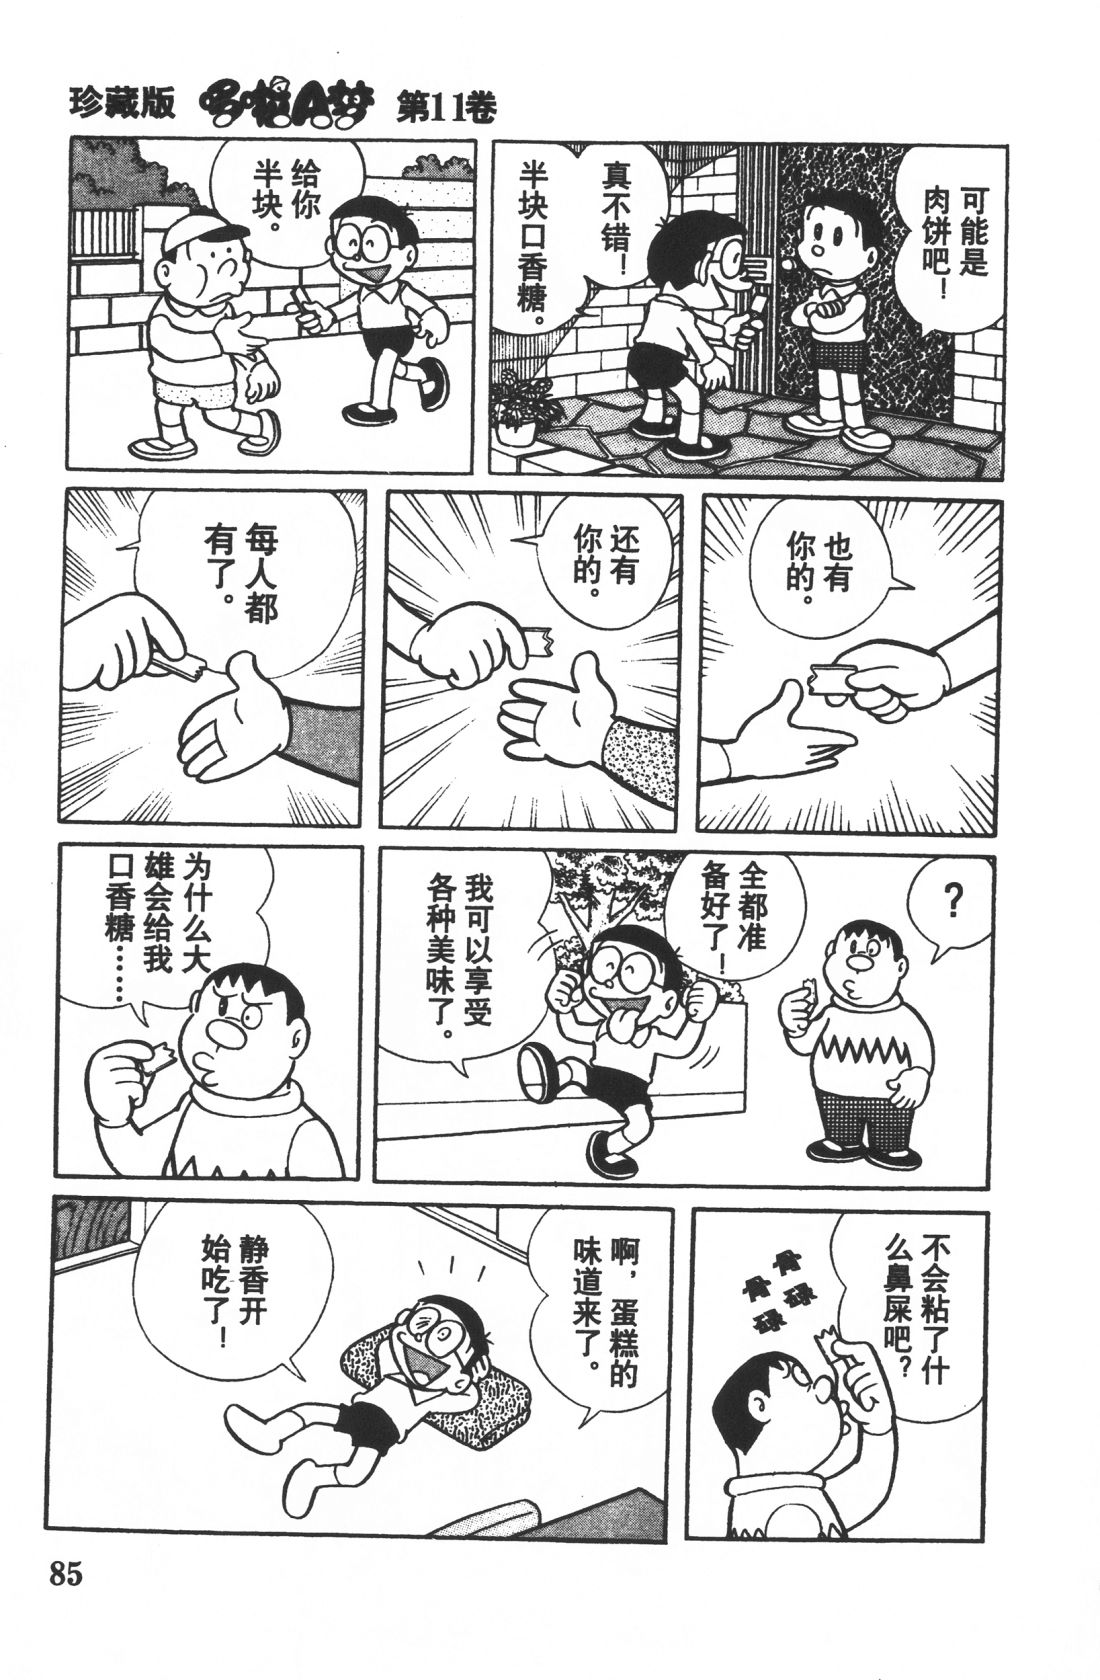 珍藏版 哆啦A梦 第11卷
可能是
肉饼吧！
真不错！
半块口香糖。
给你
半块。
也有
你的。
还有
你的。
每人都
有了。
？
全都准
备好了！
我可以享受
各种美味了。
为什么大
雄会给我
口香糖……
不会粘了什
么鼻屎吧？
骨碌
骨碌
啊，蛋糕的
味道来了。
静香开
始吃了！
85